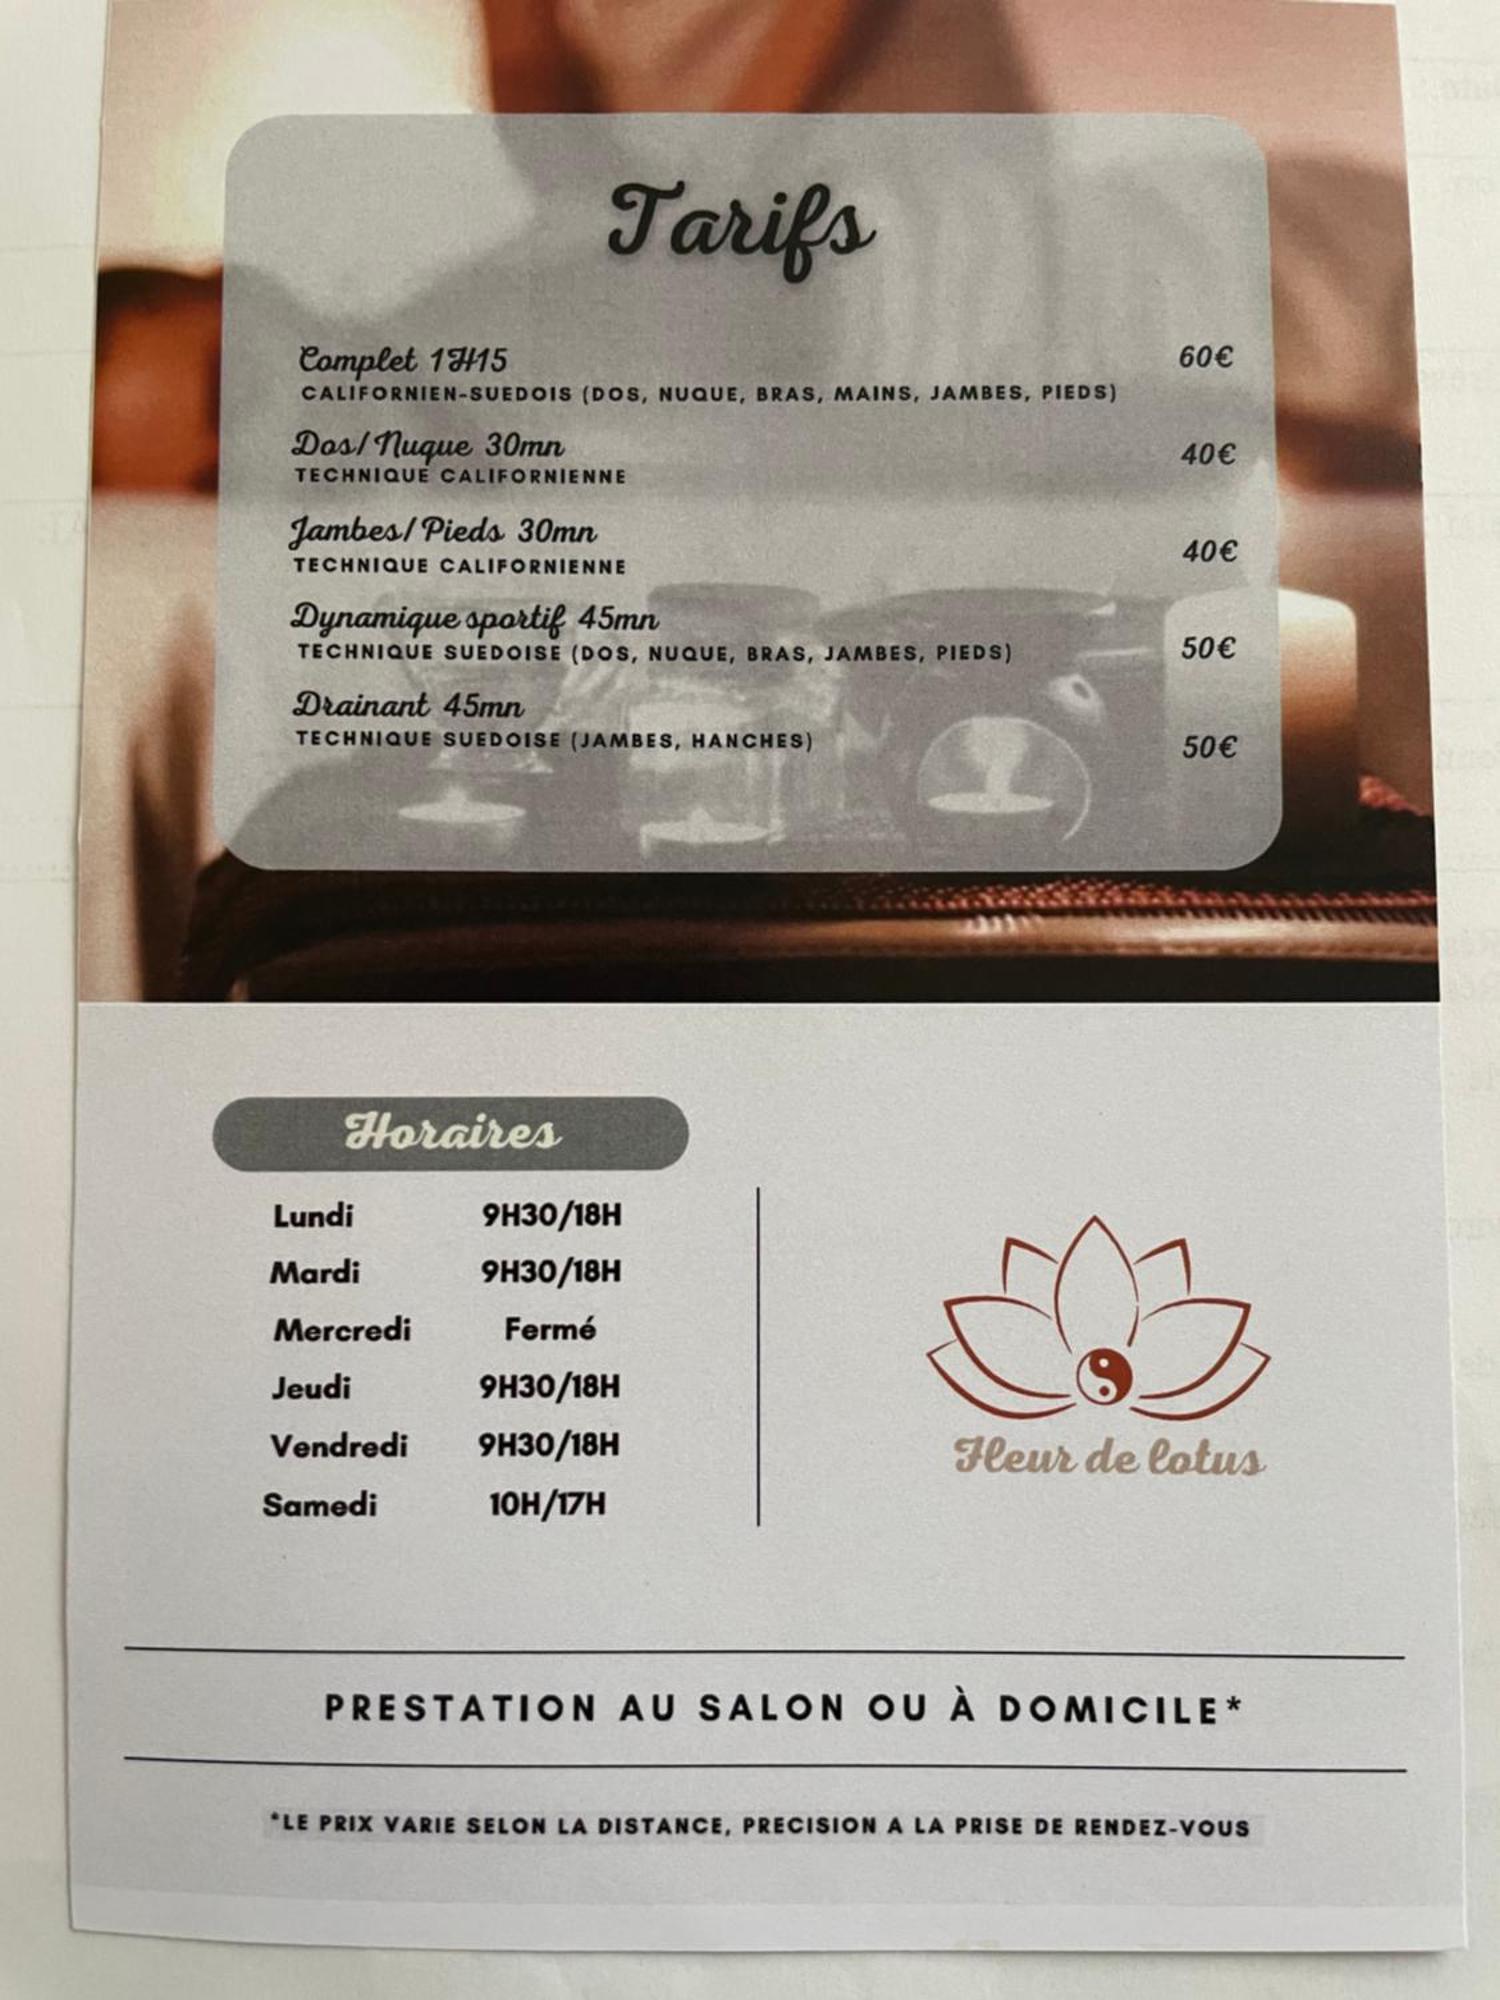 Tarifs
Complet 1H15
60€
CALIFORNIEN-SUEDOIS (DOS, NUQUE, BRAS, MAINS, JAMBES, PIEDS)
Dos/Nuque 30mn
40€
TECHNIQUE CALIFORNIENNE
Jambes/Pieds 30mn
40€
TECHNIQUE CALIFORNIENNE
Dynamique sportif 45mn
50€
TECHNIQUE SUEDOISE (DOS, NUQUE, BRAS, JAMBES, PIEDS)
Drainant 45mn
50€
TECHNIQUE SUEDOISE (JAMBES, HANCHES)
Horaires
Lundi 9H30/18H
Mardi 9H30/18H
Mercredi Fermé
Jeudi 9H30/18H
Vendredi 9H30/18H
Samedi 10H/17H
Fleur de lotus
PRESTATION AU SALON OU À DOMICILE*
*LE PRIX VARIE SELON LA DISTANCE, PRECISION A LA PRISE DE RENDEZ-VOUS